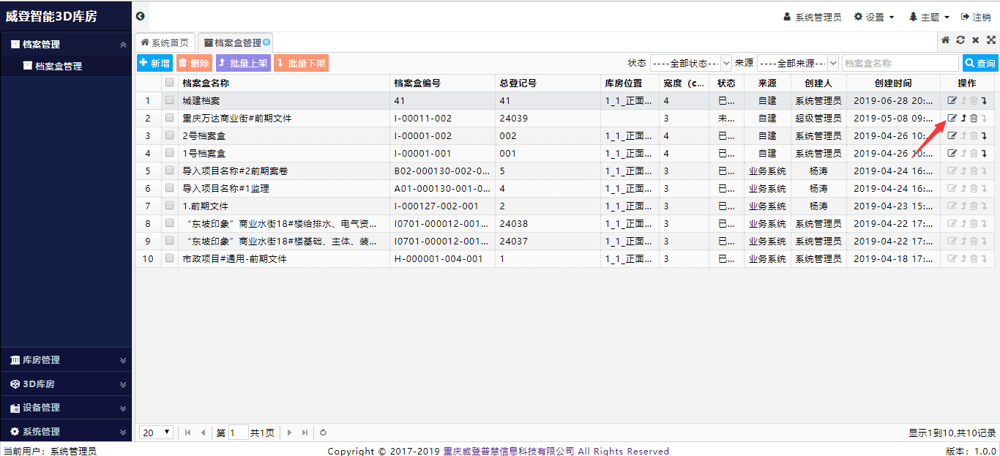 威登智能3D库房
系统管理员 设置 主题 注销
档案管理
档案盒管理
系统首页 档案盒管理
新增 删除 批量上架 批量下架 状态 ----全部状态--- 来源 ----全部来源--- 档案盒名称 查询
档案盒名称 档案盒编号 总登记号 库房位置 宽度（c... 状态 来源 创建人 创建时间 操作
1 城建档案 41 41 1_1_正面... 4 已... 自建 系统管理员 2019-06-28 20:...
2 重庆万达商业街#前期文件 I-00011-002 24039 3 未... 自建 超级管理员 2019-05-08 09:...
3 2号档案盒 I-00001-002 002 1_1_正面... 4 已... 自建 系统管理员 2019-04-26 10:...
4 1号档案盒 I-00001-001 001 1_1_正面... 4 已... 自建 系统管理员 2019-04-26 10:...
5 导入项目名称#2前期案卷 B02-000130-002-0... 5 1_1_正面... 3 已... 业务系统 杨涛 2019-04-24 16:...
6 导入项目名称#1监理 A01-000130-001-0... 4 1_1_正面... 3 已... 业务系统 杨涛 2019-04-24 16:...
7 1.前期文件 I-000127-002-001 2 1_1_正面... 3 已... 业务系统 杨涛 2019-04-23 15:...
8 “东坡印象”商业水街18#楼给排水、电气资... I0701-000012-001... 24038 1_1_正面... 3 已... 业务系统 系统管理员 2019-04-22 17:...
9 “东坡印象”商业水街18#楼基础、主体、装... I0701-000012-001... 24037 1_1_正面... 3 已... 业务系统 系统管理员 2019-04-22 17:...
10 市政项目#通用-前期文件 H-000001-004-001 1 1_1_正面... 3 已... 业务系统 系统管理员 2019-04-18 17:...
库房管理
3D库房
设备管理
系统管理
20 第 1 共1页 显示1到10,共10记录
当前用户：系统管理员 Copyright © 2017-2019 重庆威登普慧信息科技有限公司 All Rights Reserved 版本：1.0.0